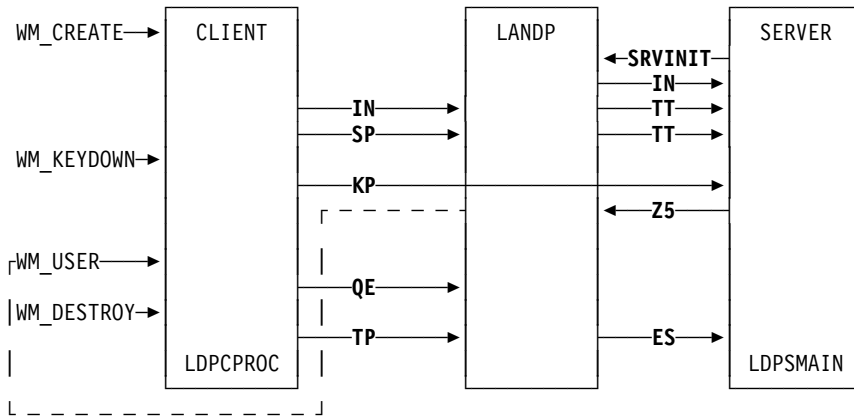 WM_CREATE CLIENT LANDP SERVER
SRVINIT
IN
IN TT
SP TT
WM_KEYDOWN
KP
Z5
WM_USER
QE
WM_DESTROY
TP ES
LDPCPROC LDPSMAIN